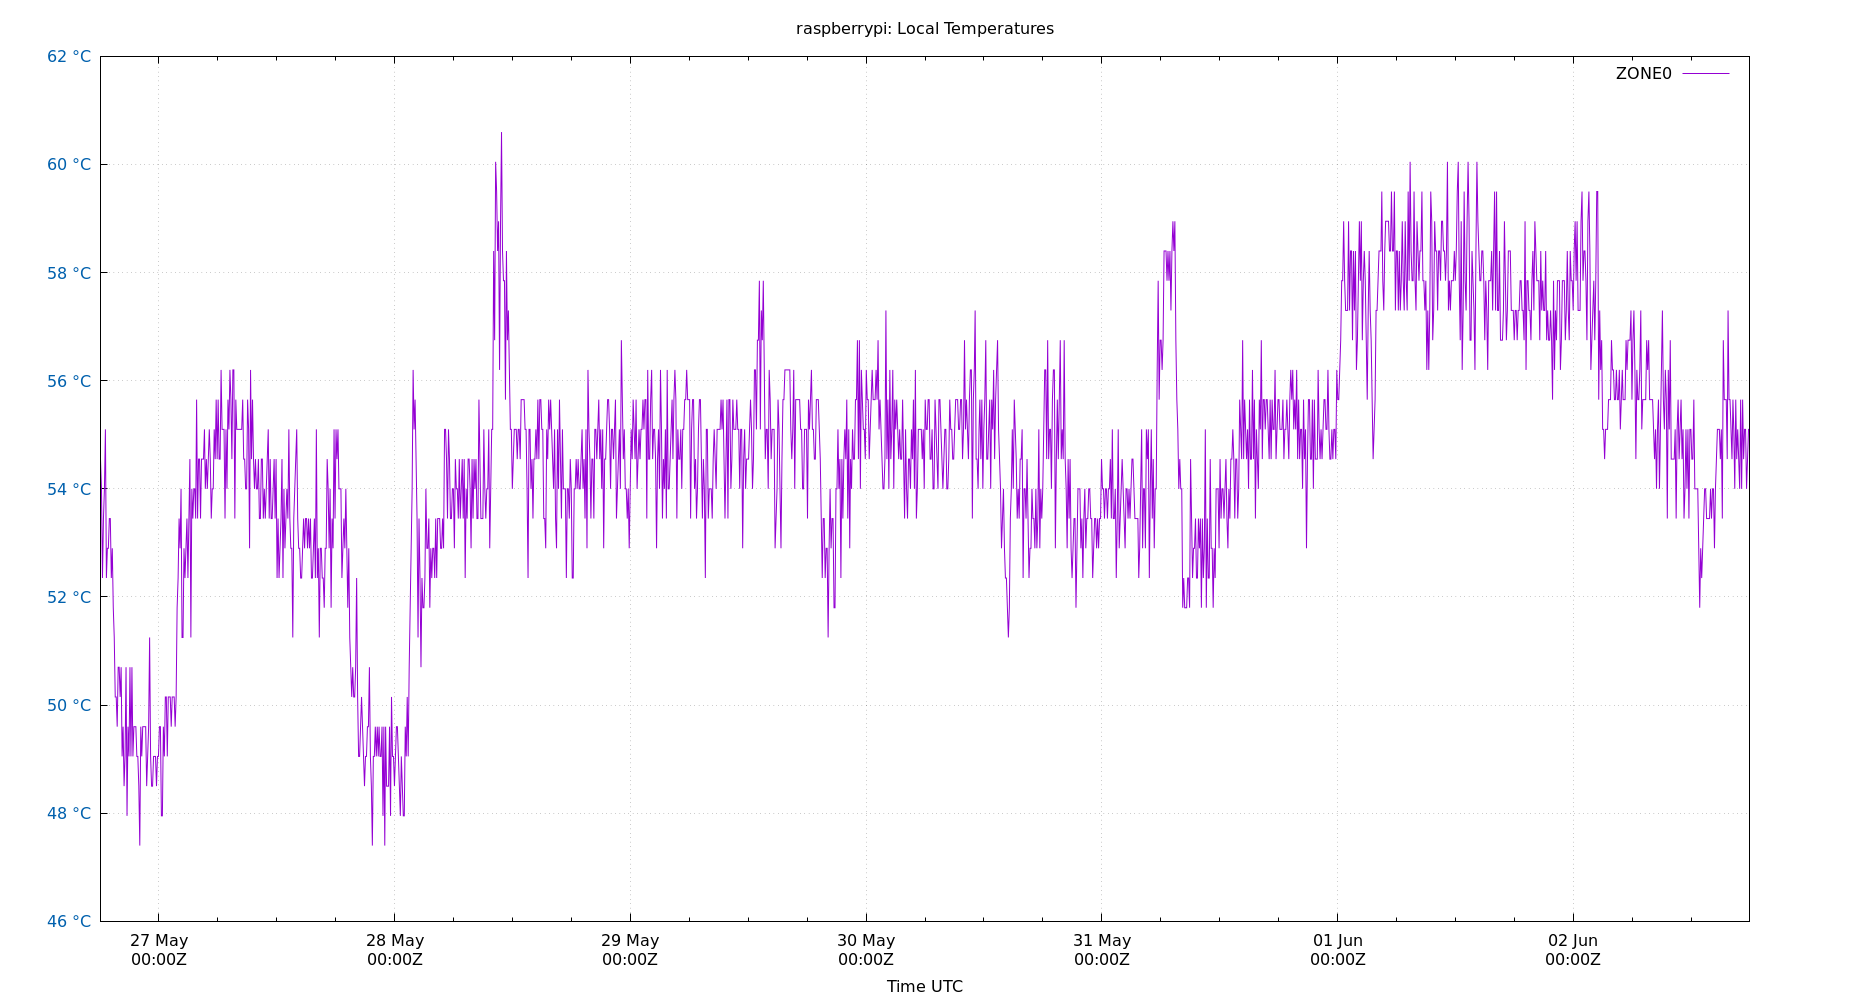 raspberrypi: Local Temperatures
62 °C
ZONE0
60 °C
58 °C
56 °C
54 °C
52 °C
50 °C
48 °C
46 °C
27 May 28 May 29 May 30 May 31 May 01 Jun 02 Jun
00:00Z 00:00Z 00:00Z 00:00Z 00:00Z 00:00Z 00:00Z
Time UTC